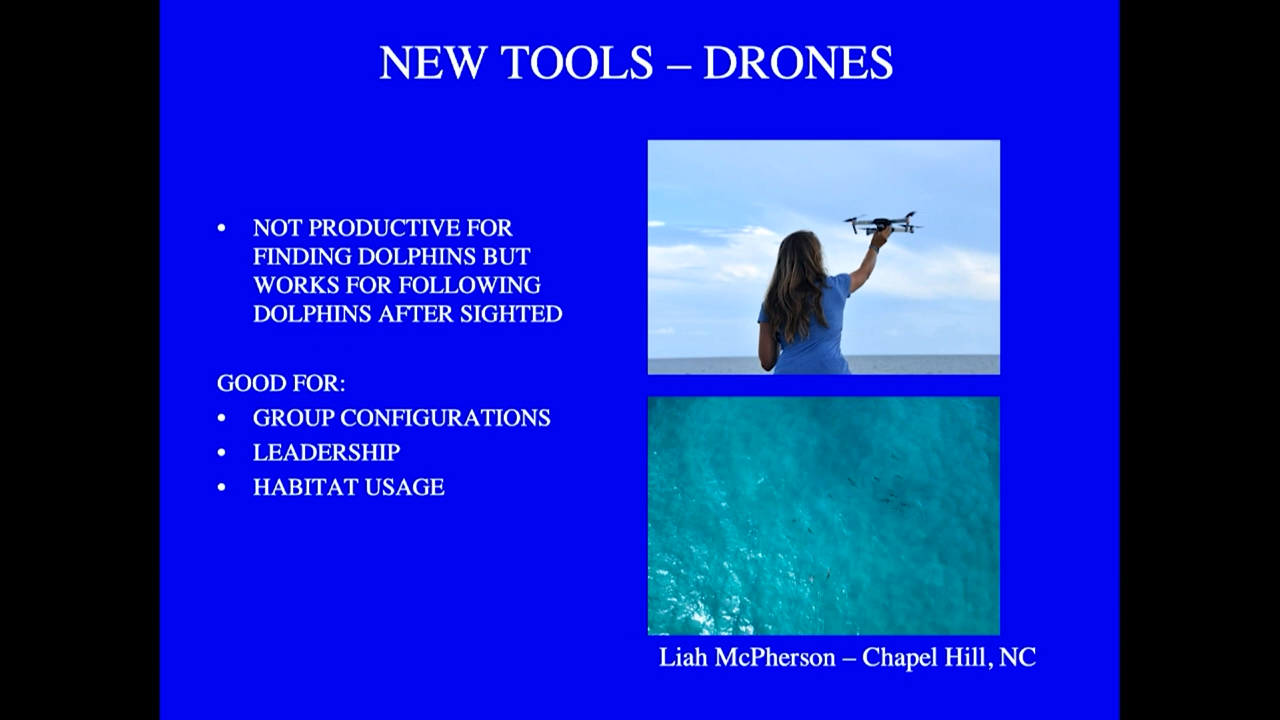 NEW TOOLS – DRONES
• NOT PRODUCTIVE FOR
FINDING DOLPHINS BUT
WORKS FOR FOLLOWING
DOLPHINS AFTER SIGHTED
GOOD FOR:
• GROUP CONFIGURATIONS
• LEADERSHIP
• HABITAT USAGE
Liah McPherson – Chapel Hill, NC